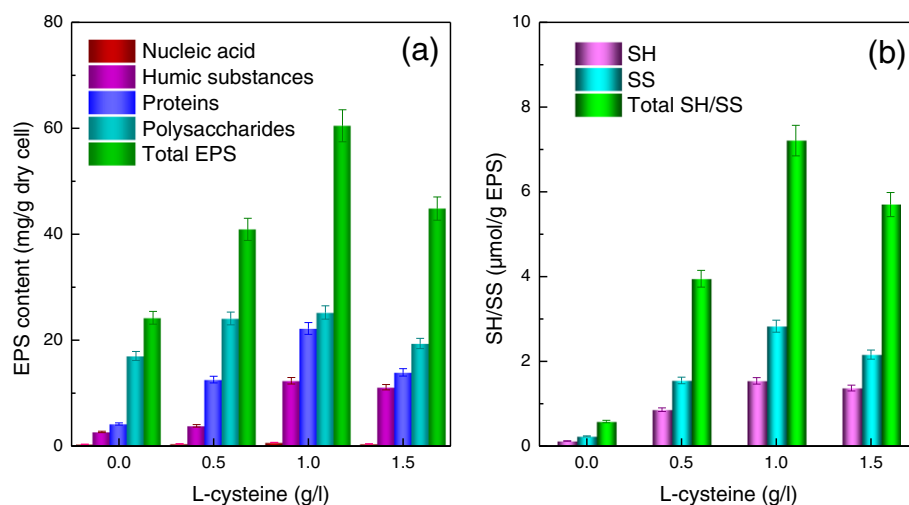 (a)
Nucleic acid
Humic substances
Proteins
Polysaccharides
Total EPS
EPS content (mg/g dry cell)
80
60
40
20
0
0.0 0.5 1.0 1.5
L-cysteine (g/l)
(b)
SH
SS
Total SH/SS
SH/SS (μmol/g EPS)
10
8
6
4
2
0
0.0 0.5 1.0 1.5
L-cysteine (g/l)